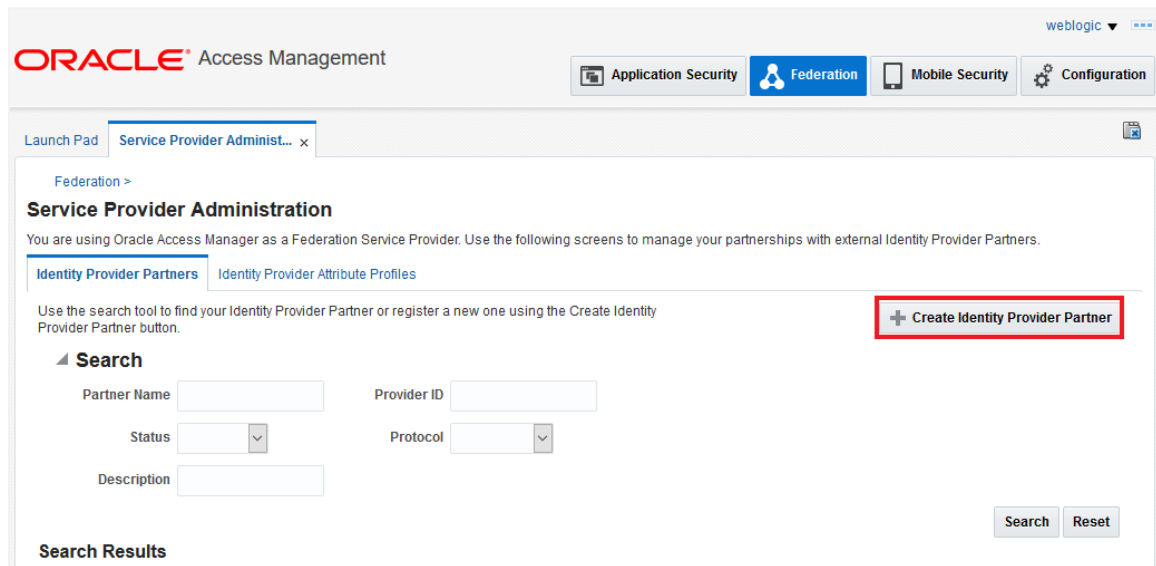 weblogic
ORACLE Access Management
Application Security
Federation
Mobile Security
Configuration
Launch Pad
Service Provider Administ...
Federation >
Service Provider Administration
You are using Oracle Access Manager as a Federation Service Provider. Use the following screens to manage your partnerships with external Identity Provider Partners.
Identity Provider Partners
Identity Provider Attribute Profiles
Use the search tool to find your Identity Provider Partner or register a new one using the Create Identity
Provider Partner button.
Create Identity Provider Partner
Search
Partner Name
Provider ID
Status
Protocol
Description
Search
Reset
Search Results